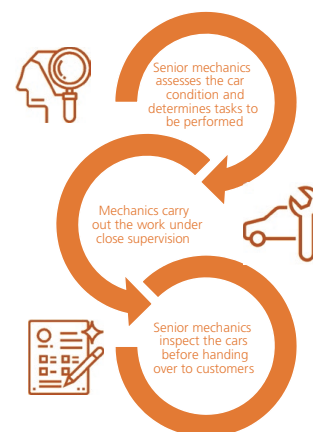 Senior mechanics
assesses the car
condition and
determines tasks to
be performed
Mechanics carry
out the work under
close supervision
Senior mechanics
inspect the cars
before handing
over to customers